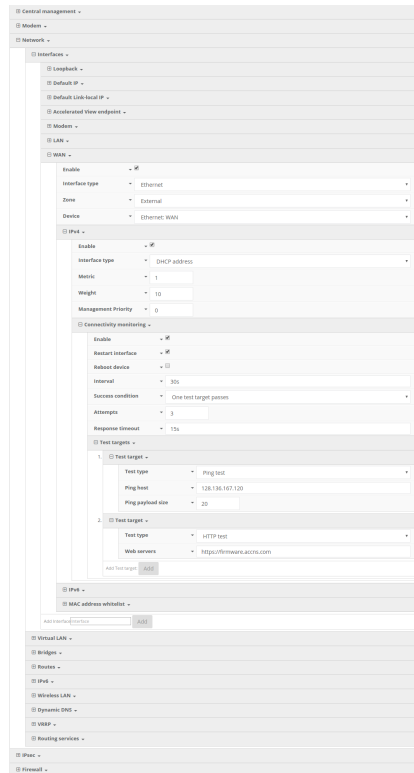 Central management
Modem
Network
Interfaces
Loopback
Default IP
Default Link-local IP
Accelerated View endpoint
Modem
LAN
WAN
Enable
Interface type Ethernet
Zone External
Device Ethernet: WAN
IPv4
Enable
Interface type DHCP address
Metric 1
Weight 10
Management Priority 0
Connectivity monitoring
Enable
Restart interface
Reboot device
Interval 30s
Success condition One test target passes
Attempts 3
Response timeout 15s
Test targets
1. Test target
Test type Ping test
Ping host 128.136.167.120
Ping payload size 20
2. Test target
Test type HTTP test
Web servers https://firmware.accns.com
Add Test target Add
IPv6
MAC address whitelist
Add Interface Interface Add
Virtual LAN
Bridges
Routes
IPv6
Wireless LAN
Dynamic DNS
VRRP
Routing services
IPsec
Firewall